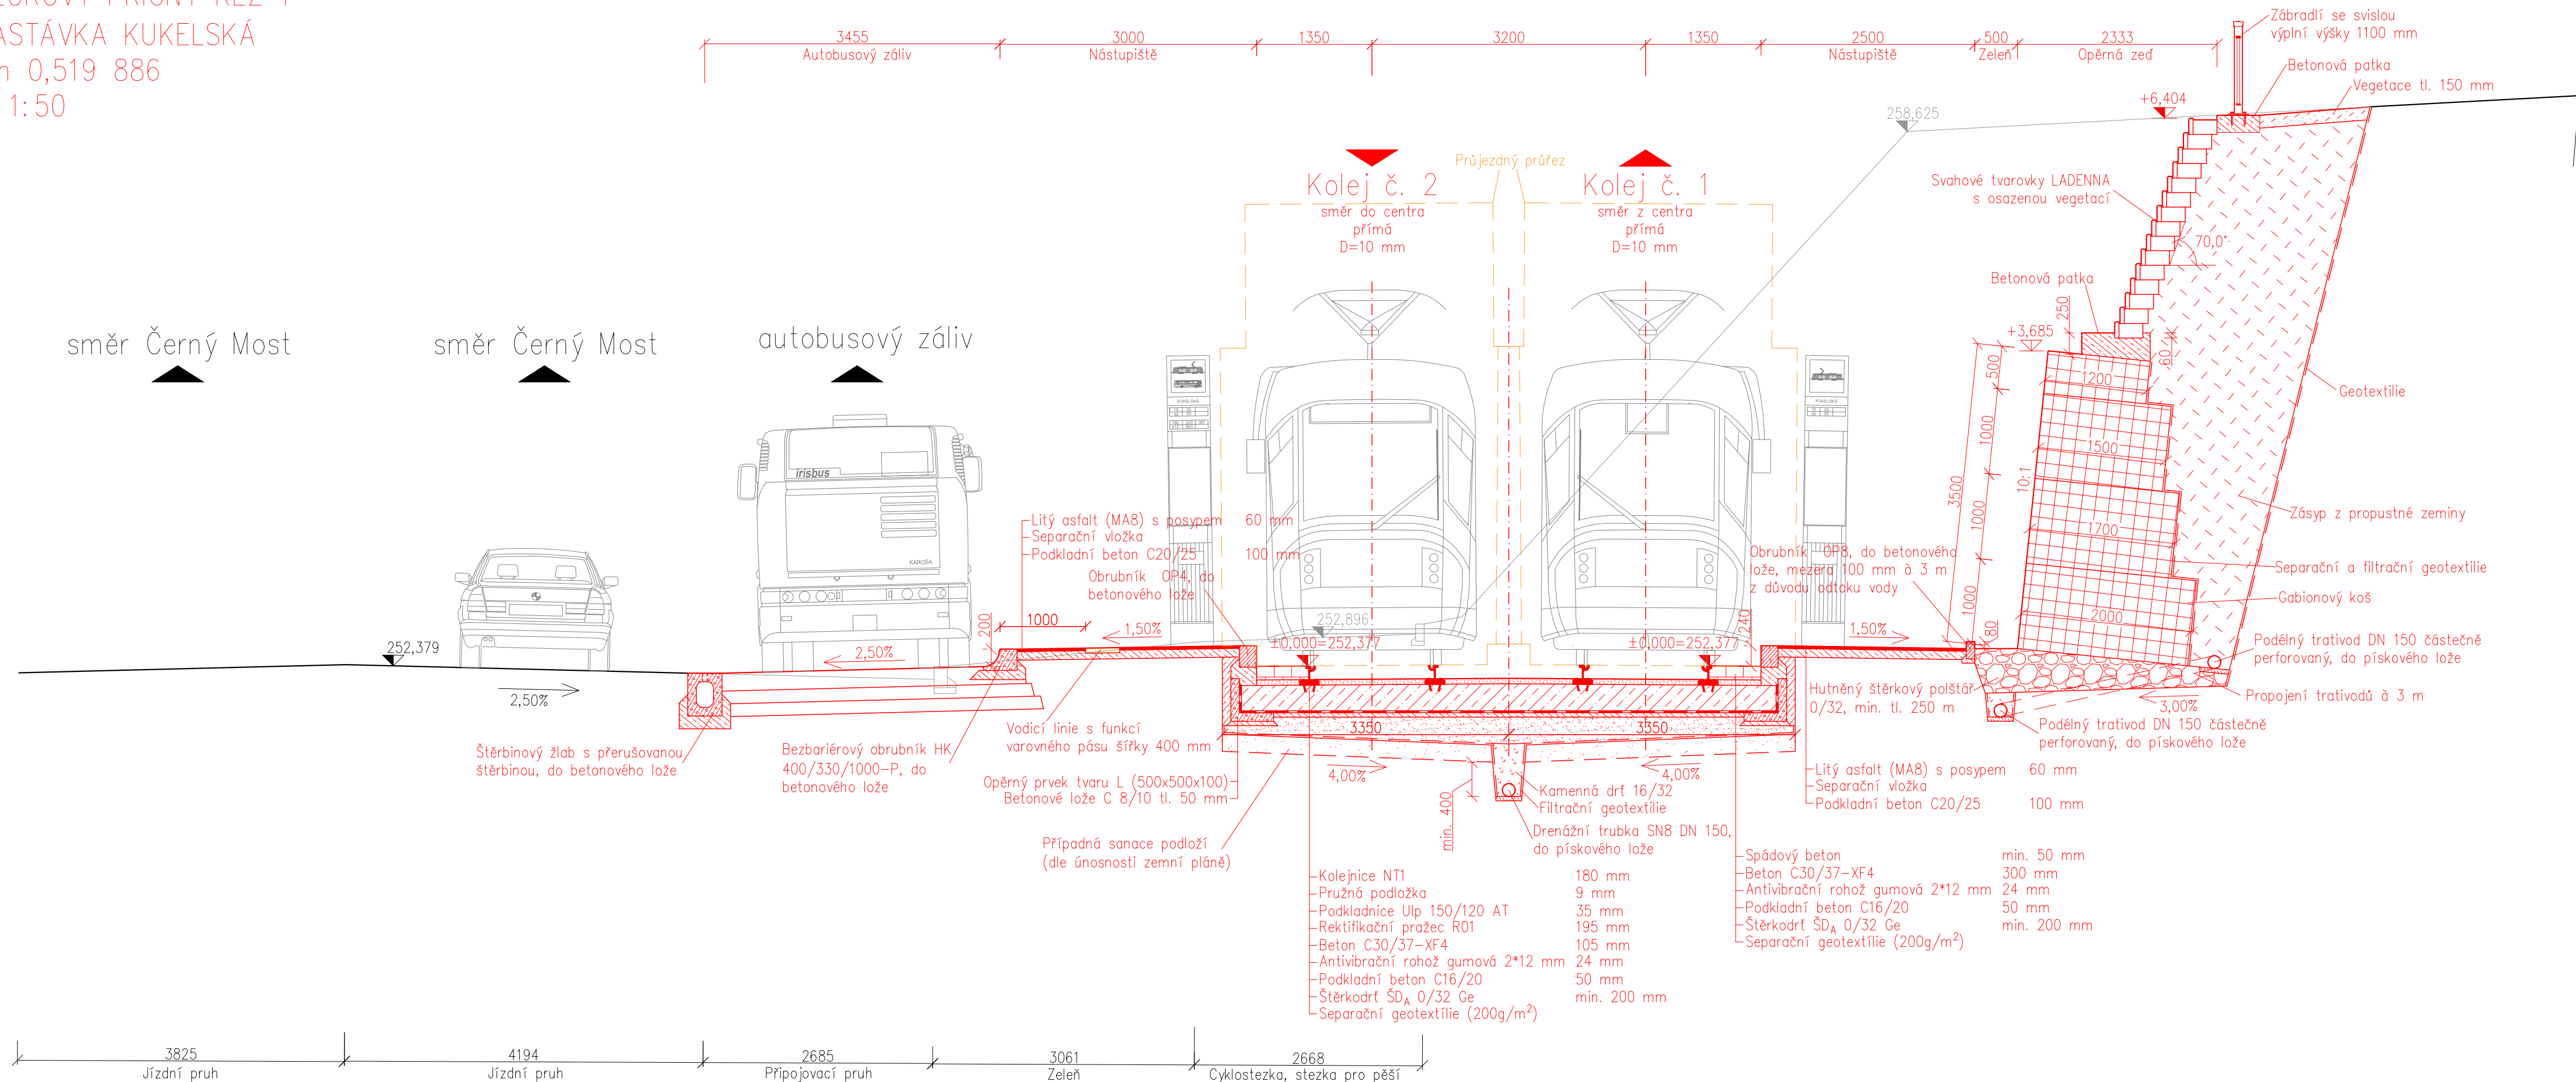 ZASTÁVKA KUKELSKÁ
0,519 886
1:50
3455
Autobusový záliv
3000
Nástupiště
1350
3200
1350
2500
Nástupiště
500
Zeleň
2333
Opěrná zeď
Zábradlí se svislou
výplní výšky 1100 mm
Betonová patka
Vegetace tl. 150 mm
+6,404
258,625
Průjezdný průřez
Kolej č. 2
směr do centra
přímá
D=10 mm
Kolej č. 1
směr z centra
přímá
D=10 mm
Svahové tvarovky LADENNA
s osazenou vegetací
70,0°
Betonová patka
250
+3,685
60
směr Černý Most
směr Černý Most
autobusový záliv
KUKELSKÁ
KUKELSKÁ
irisbus
KAROSA
500
1000
1000
1000
3500
10:1
1200
1500
1700
2000
80
Geotextilie
Zásyp z propustné zeminy
Separační a filtrační geotextilie
Gabionový koš
Podélný trativod DN 150 částečně
perforovaný, do pískového lože
Propojení trativodů à 3 m
3,00%
Podélný trativod DN 150 částečně
perforovaný, do pískového lože
Hutněný štěrkový polštář
0/32, min. tl. 250 m
Litý asfalt (MA8) s posypem 60 mm
Separační vložka
Podkladní beton C20/25 100 mm
Obrubník OP4, do
betonového lože
Obrubník OP8, do betonového
lože, mezera 100 mm à 3 m
z důvodu odtoku vody
252,379
2,50%
2,50%
200
1000
1,50%
252,896
±0,000=252,377
±0,000=252,377
240
1,50%
Štěrbinový žlab s přerušovanou
štěrbinou, do betonového lože
Bezbariérový obrubník HK
400/330/1000-P, do
betonového lože
Vodicí linie s funkcí
varovného pásu šířky 400 mm
Opěrný prvek tvaru L (500x500x100)
Betonové lože C 8/10 tl. 50 mm
Případná sanace podloží
(dle únosnosti zemní pláně)
3350
3350
4,00%
4,00%
min. 400
Kamenná drť 16/32
Filtrační geotextilie
Drenážní trubka SN8 DN 150,
do pískového lože
Litý asfalt (MA8) s posypem 60 mm
Separační vložka
Podkladní beton C20/25 100 mm
Kolejnice NT1 180 mm
Pružná podložka 9 mm
Podkladnice Ulp 150/120 AT 35 mm
Rektifikační pražec R01 195 mm
Beton C30/37-XF4 105 mm
Antivibrační rohož gumová 2*12 mm 24 mm
Podkladní beton C16/20 50 mm
Štěrkodrť ŠDA 0/32 Ge min. 200 mm
Separační geotextílie (200g/m²)
Spádový beton min. 50 mm
Beton C30/37-XF4 300 mm
Antivibrační rohož gumová 2*12 mm 24 mm
Podkladní beton C16/20 50 mm
Štěrkodrť ŠDA 0/32 Ge min. 200 mm
Separační geotextílie (200g/m²)
3825
Jízdní pruh
4194
Jízdní pruh
2685
Připojovací pruh
3061
Zeleň
2668
Cyklostezka, stezka pro pěší